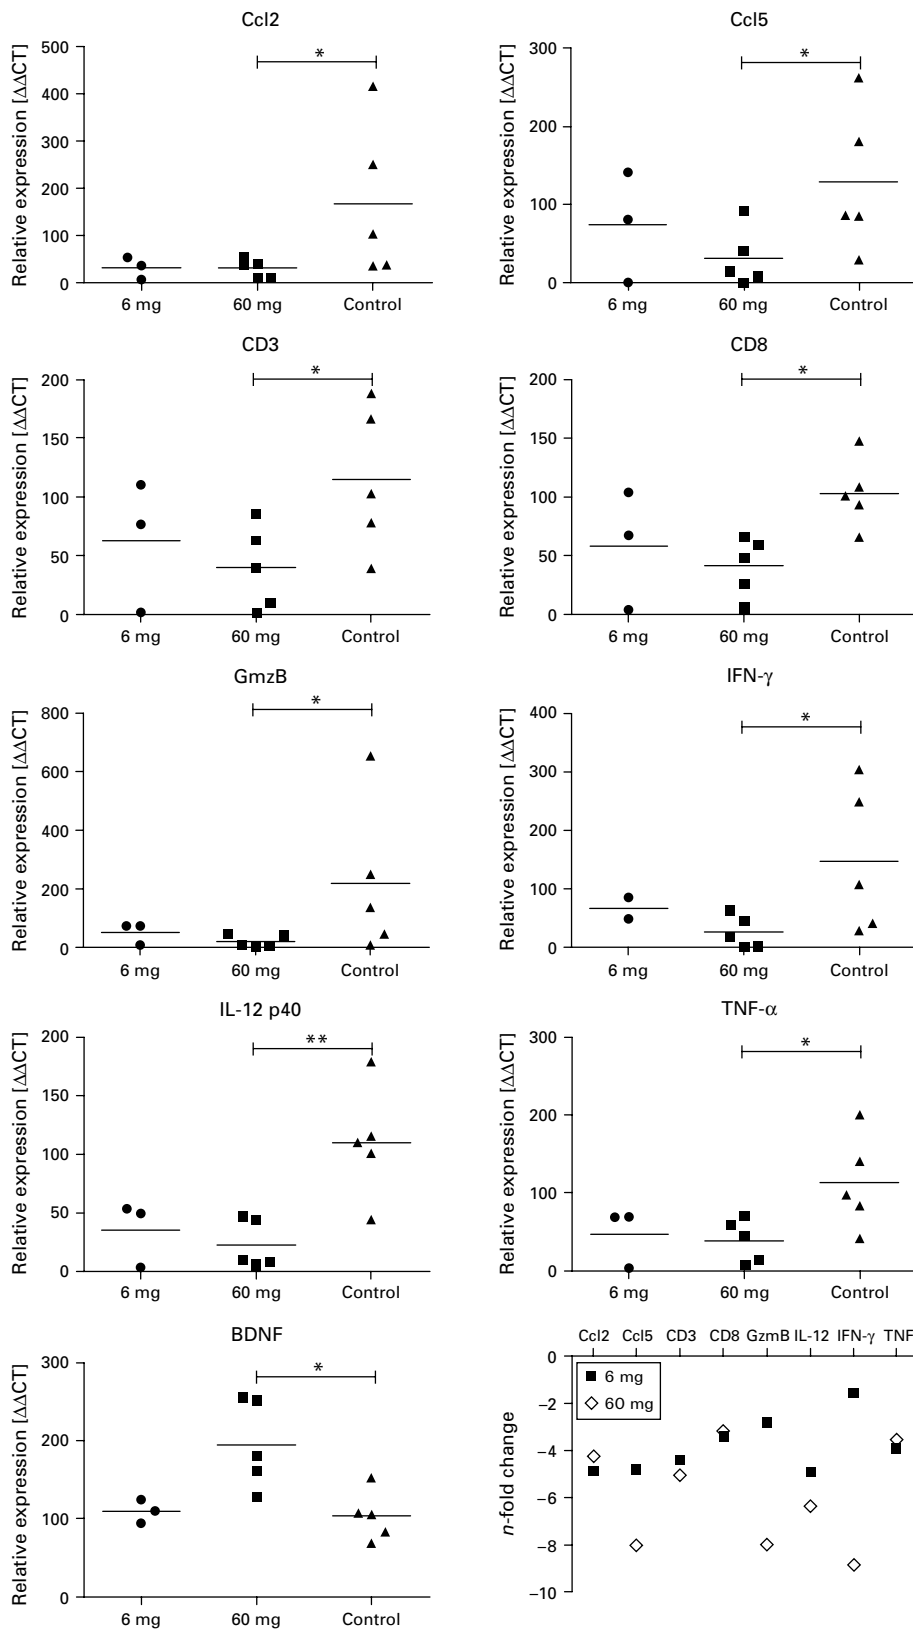 Ccl2
Relative expression [ΔΔCT]
500
400
300
200
100
0
*
6 mg 60 mg Control
Ccl5
Relative expression [ΔΔCT]
300
200
100
0
*
6 mg 60 mg Control
CD3
Relative expression [ΔΔCT]
200
150
100
50
0
*
6 mg 60 mg Control
CD8
Relative expression [ΔΔCT]
200
150
100
50
0
*
6 mg 60 mg Control
GmzB
Relative expression [ΔΔCT]
800
600
400
200
0
*
6 mg 60 mg Control
IFN-γ
Relative expression [ΔΔCT]
400
300
200
100
0
*
6 mg 60 mg Control
IL-12 p40
Relative expression [ΔΔCT]
200
150
100
50
0
**
6 mg 60 mg Control
TNF-α
Relative expression [ΔΔCT]
300
200
100
0
*
6 mg 60 mg Control
BDNF
Relative expression [ΔΔCT]
300
200
100
0
*
6 mg 60 mg Control
Ccl2 Ccl5 CD3 CD8 GzmB IL-12 IFN-γ TNF
n-fold change
0
–2
–4
–6
–8
–10
6 mg
60 mg